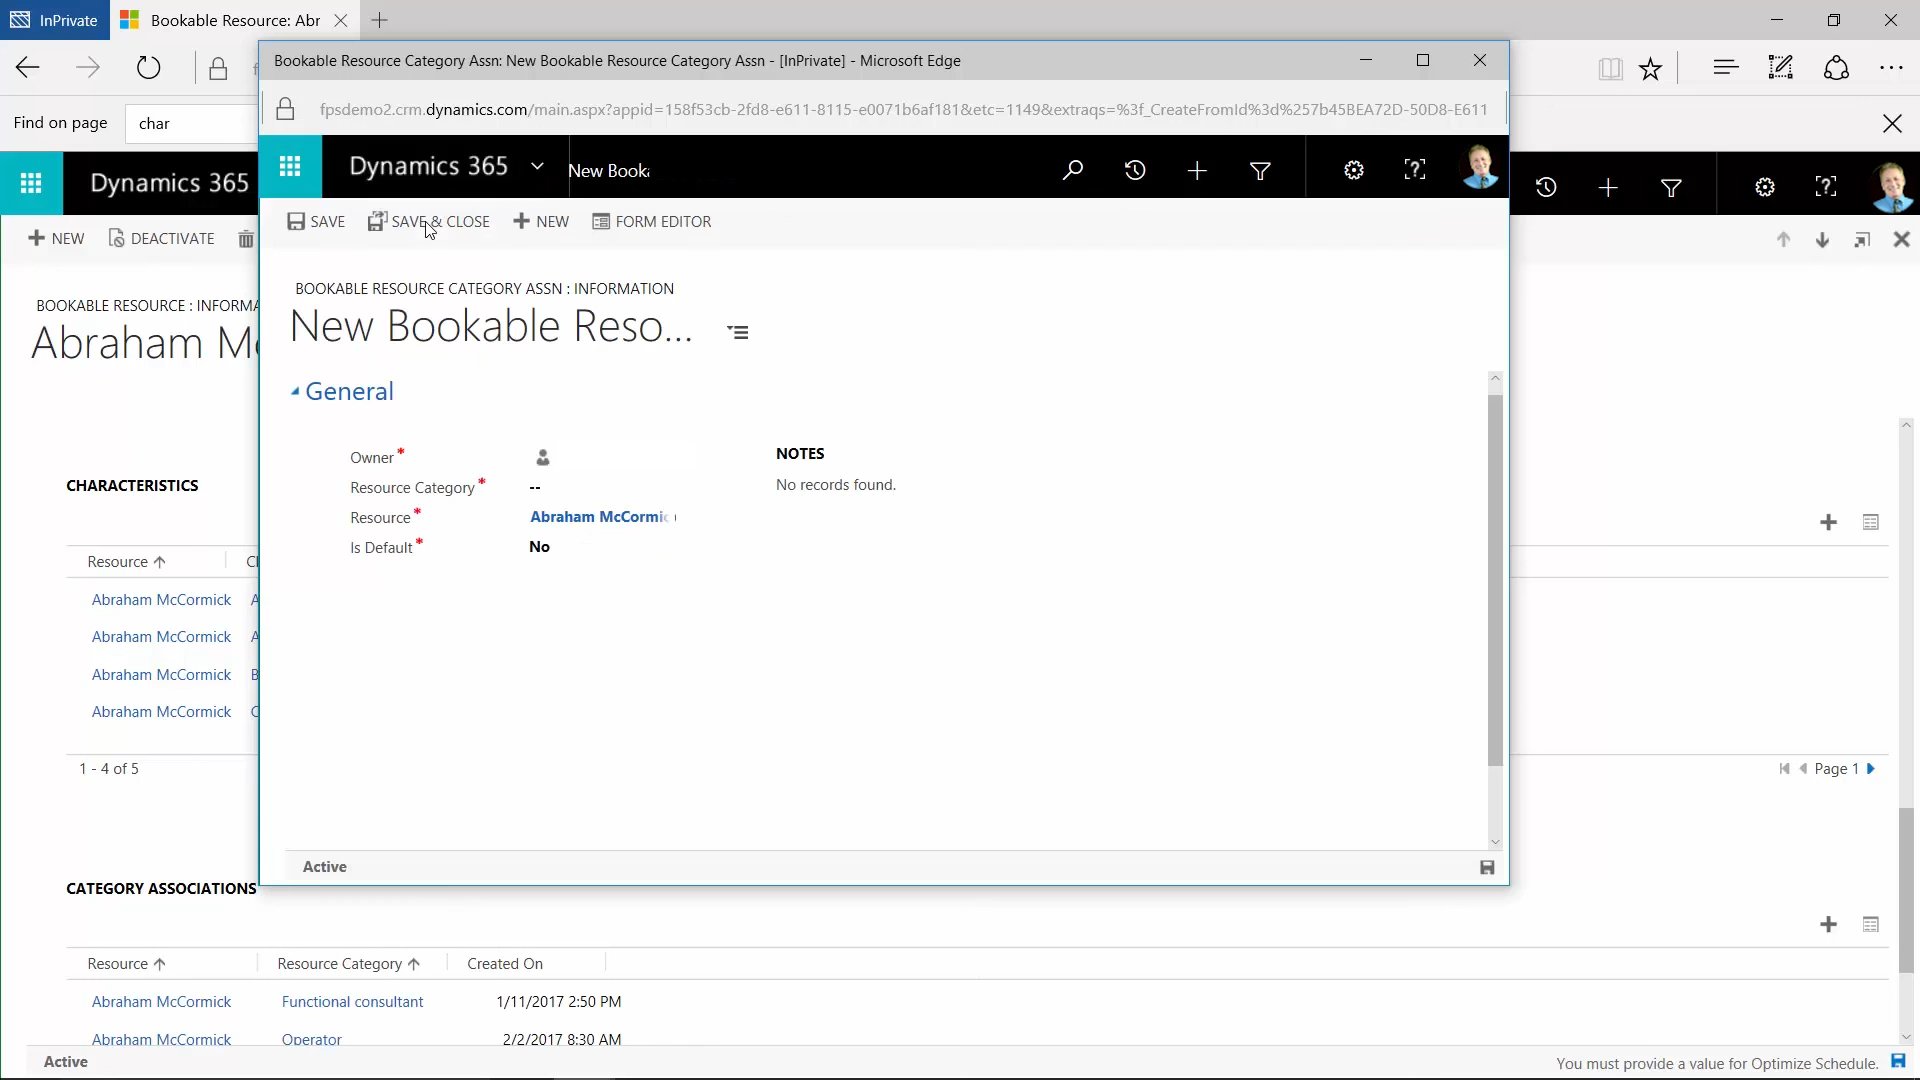 InPrivate
Bookable Resource: Abr
Bookable Resource Category Assn: New Bookable Resource Category Assn - [InPrivate] - Microsoft Edge
fpsdemo2.crm.dynamics.com/main.aspx?appid=158f53cb-2fd8-e611-8115-e0071b6af181&etc=1149&extraqs=%3f_CreateFromId%3d%257b45BEA72D-50D8-E611
Find on page
char
Dynamics 365
New Booka
Dynamics 365
SAVE
SAVE & CLOSE
NEW
FORM EDITOR
NEW
DEACTIVATE
BOOKABLE RESOURCE CATEGORY ASSN : INFORMATION
New Bookable Reso...
BOOKABLE RESOURCE : INFORMA
Abraham Mc
General
Owner*
Resource Category* --
Resource* Abraham McCormic
Is Default* No
NOTES
No records found.
Active
CHARACTERISTICS
Resource
Abraham McCormick A
Abraham McCormick A
Abraham McCormick B
Abraham McCormick C
1 - 4 of 5
Page 1
CATEGORY ASSOCIATIONS
Resource Resource Category Created On
Abraham McCormick Functional consultant 1/11/2017 2:50 PM
Abraham McCormick Operator 2/2/2017 8:30 AM
Active
You must provide a value for Optimize Schedule.